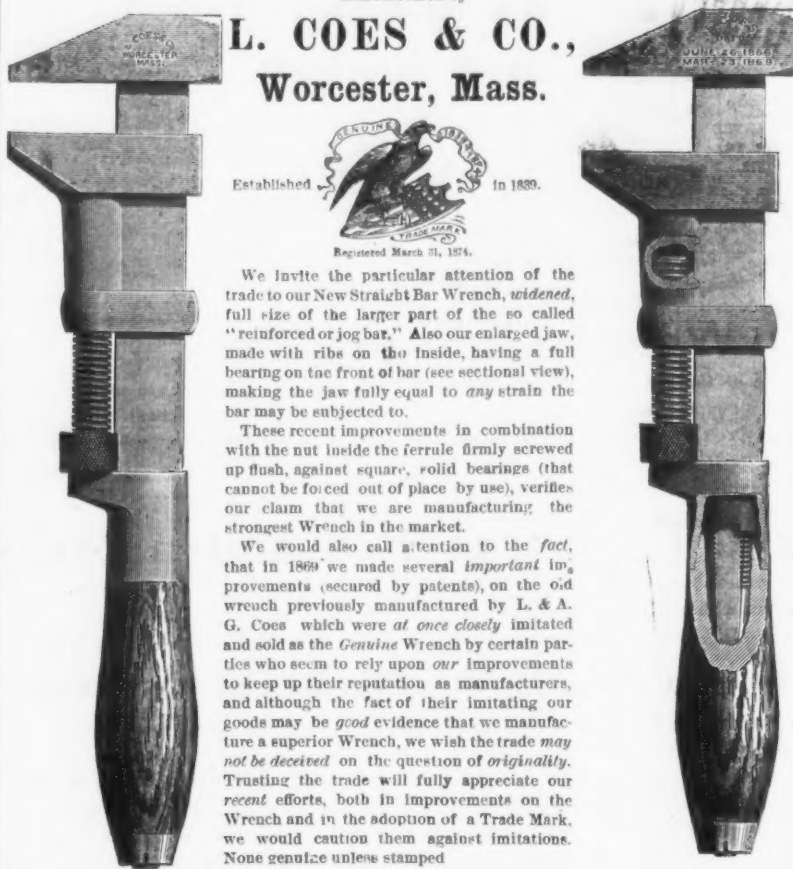 L. COES & CO.,
Worcester, Mass.
COES & CO
WORCESTER
MASS.
JUNE 26. 1866
MAR. 23. 1869.
GENUINE
TRADE MARK
Established in 1839.
Registered March 31, 1874.
We invite the particular attention of the
trade to our New Straight Bar Wrench, widened,
full size of the larger part of the so called
"reinforced or jog bar." Also our enlarged jaw,
made with ribs on the inside, having a full
bearing on the front of bar (see sectional view),
making the jaw fully equal to any strain the
bar may be subjected to.
These recent improvements in combination
with the nut inside the ferrule firmly screwed
up flush, against square, solid bearings (that
cannot be forced out of place by use), verifies
our claim that we are manufacturing the
strongest Wrench in the market.
We would also call attention to the fact,
that in 1869 we made several important im-
provements (secured by patents), on the old
wrench previously manufactured by L. & A.
G. Coes which were at once closely imitated
and sold as the Genuine Wrench by certain par-
ties who seem to rely upon our improvements
to keep up their reputation as manufacturers,
and although the fact of their imitating our
goods may be good evidence that we manufac-
ture a superior Wrench, we wish the trade may
not be deceived on the question of originality.
Trusting the trade will fully appreciate our
recent efforts, both in improvements on the
Wrench and in the adoption of a Trade Mark,
we would caution them against imitations.
None genuine unless stamped